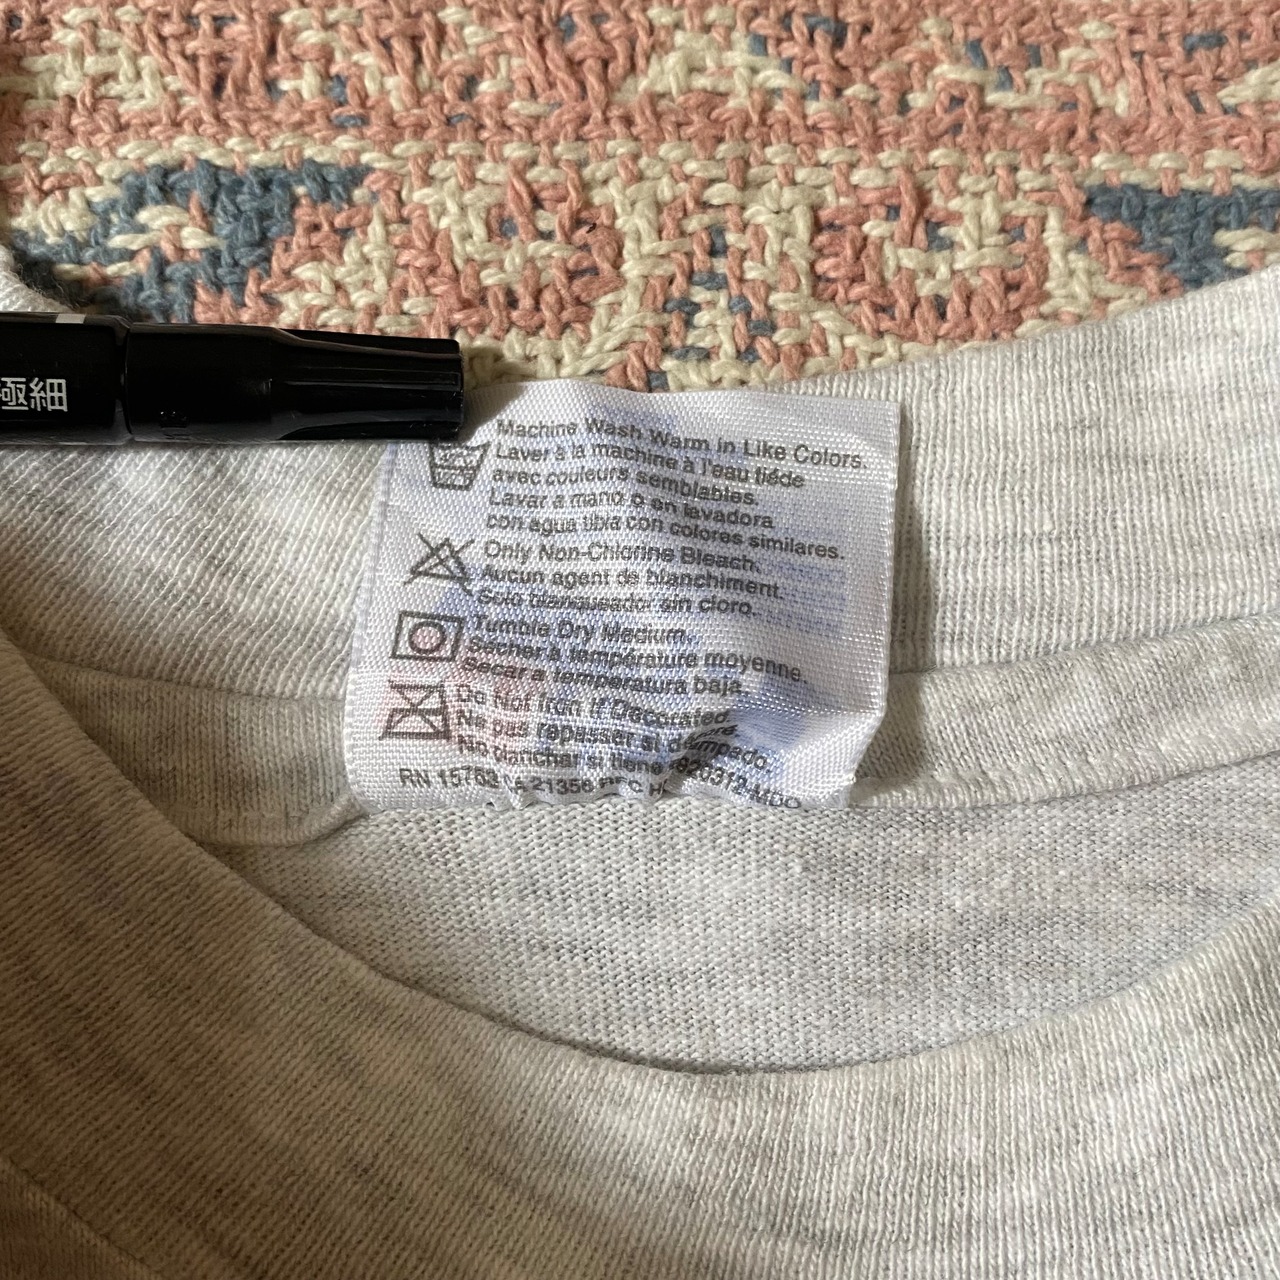 極細
Machine Wash Warm in Like Colors.
Laver à la machine à l'eau tiéde
avec couleurs semblables.
Lavar a mano o en lavadora
con agua tibia con colores similares.
Only Non-Chlorine Bleach.
Aucun agent de blanchiment.
Solo blanqueador sin cloro.
Tumble Dry Medium.
Sécher à température moyenne.
Secar a temperatura baja.
Do Not Iron If Decorated.
Ne pas repasser si
No planchar si tiene
RN 15763 CA 21356